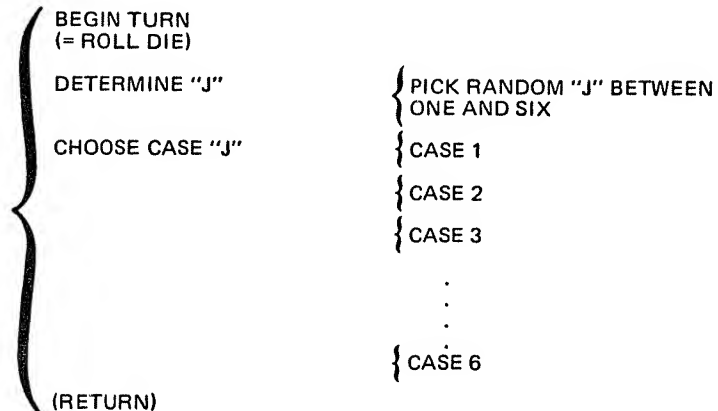 BEGIN TURN
(= ROLL DIE)
DETERMINE "J"
PICK RANDOM "J" BETWEEN
ONE AND SIX
CHOOSE CASE "J"
CASE 1
CASE 2
CASE 3
CASE 6
(RETURN)